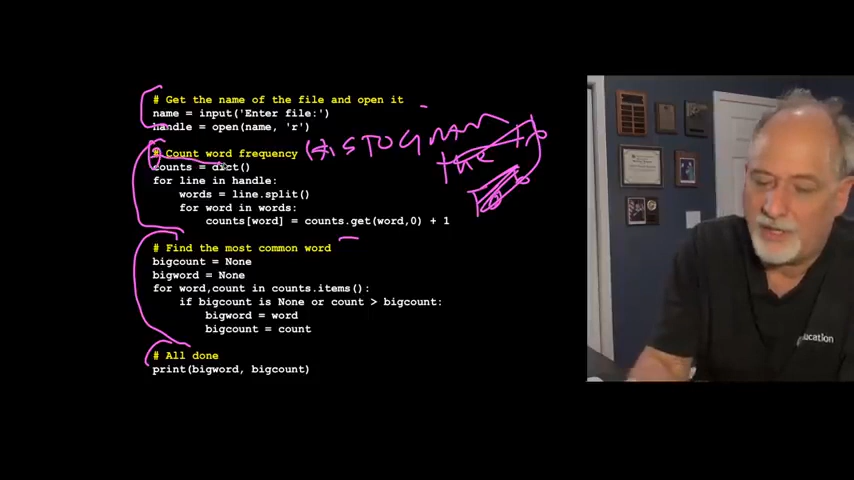 # Get the name of the file and open it
name = input('Enter file:')
handle = open(name, 'r')
# Count word frequency
counts = dict()
for line in handle:
    words = line.split()
    for word in words:
        counts[word] = counts.get(word,0) + 1
HISTOGRAM
the
# Find the most common word
bigcount = None
bigword = None
for word,count in counts.items():
    if bigcount is None or count > bigcount:
        bigword = word
        bigcount = count
# All done
print(bigword, bigcount)
ucation